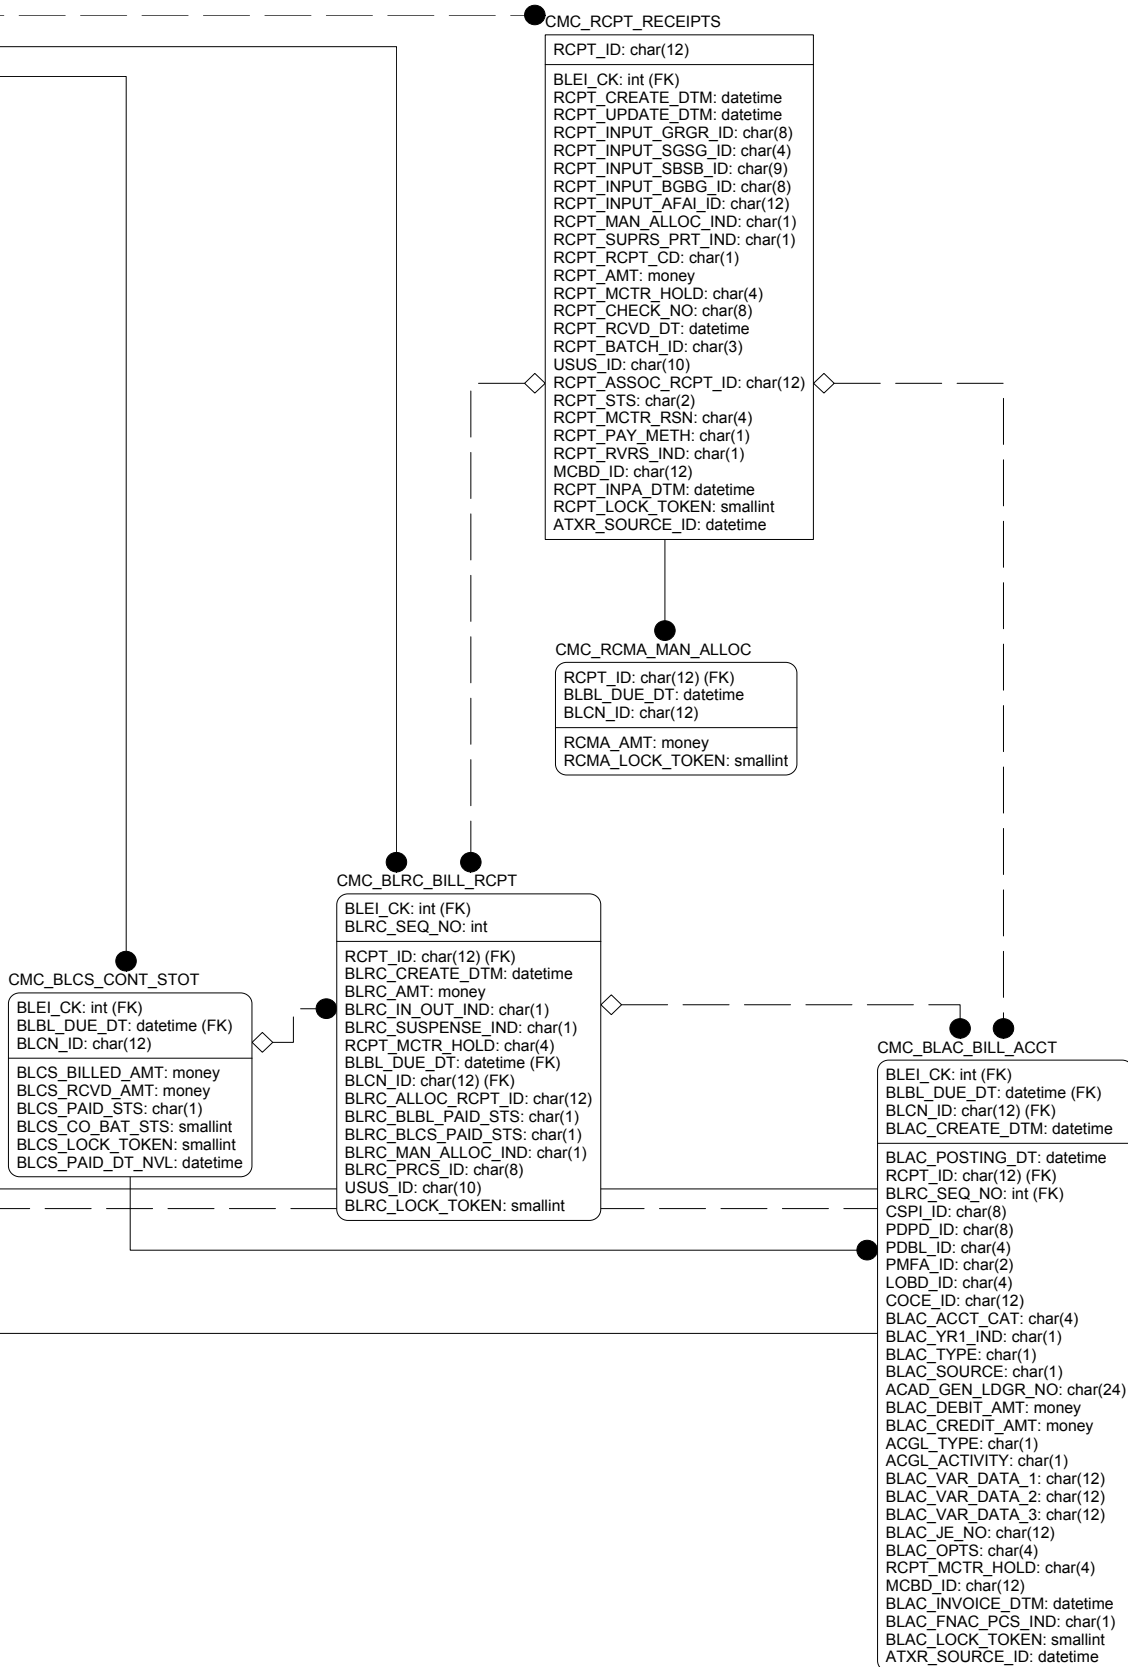 CMC_RCPT_RECEIPTS
RCPT_ID: char(12)
BLEI_CK: int (FK)
RCPT_CREATE_DTM: datetime
RCPT_UPDATE_DTM: datetime
RCPT_INPUT_GRGR_ID: char(8)
RCPT_INPUT_SGSG_ID: char(4)
RCPT_INPUT_SBSB_ID: char(9)
RCPT_INPUT_BGBG_ID: char(8)
RCPT_INPUT_AFAI_ID: char(12)
RCPT_MAN_ALLOC_IND: char(1)
RCPT_SUPRS_PRT_IND: char(1)
RCPT_RCPT_CD: char(1)
RCPT_AMT: money
RCPT_MCTR_HOLD: char(4)
RCPT_CHECK_NO: char(8)
RCPT_RCVD_DT: datetime
RCPT_BATCH_ID: char(3)
USUS_ID: char(10)
RCPT_ASSOC_RCPT_ID: char(12)
RCPT_STS: char(2)
RCPT_MCTR_RSN: char(4)
RCPT_PAY_METH: char(1)
RCPT_RVRS_IND: char(1)
MCBD_ID: char(12)
RCPT_INPA_DTM: datetime
RCPT_LOCK_TOKEN: smallint
ATXR_SOURCE_ID: datetime
CMC_RCMA_MAN_ALLOC
RCPT_ID: char(12) (FK)
BLBL_DUE_DT: datetime
BLCN_ID: char(12)
RCMA_AMT: money
RCMA_LOCK_TOKEN: smallint
CMC_BLRC_BILL_RCPT
BLEI_CK: int (FK)
BLRC_SEQ_NO: int
RCPT_ID: char(12) (FK)
BLRC_CREATE_DTM: datetime
BLRC_AMT: money
BLRC_IN_OUT_IND: char(1)
BLRC_SUSPENSE_IND: char(1)
RCPT_MCTR_HOLD: char(4)
BLBL_DUE_DT: datetime (FK)
BLCN_ID: char(12) (FK)
BLRC_ALLOC_RCPT_ID: char(12)
BLRC_BLBL_PAID_STS: char(1)
BLRC_BLCS_PAID_STS: char(1)
BLRC_MAN_ALLOC_IND: char(1)
BLRC_PRCS_ID: char(8)
USUS_ID: char(10)
BLRC_LOCK_TOKEN: smallint
CMC_BLCS_CONT_STOT
BLEI_CK: int (FK)
BLBL_DUE_DT: datetime (FK)
BLCN_ID: char(12)
BLCS_BILLED_AMT: money
BLCS_RCVD_AMT: money
BLCS_PAID_STS: char(1)
BLCS_CO_BAT_STS: smallint
BLCS_LOCK_TOKEN: smallint
BLCS_PAID_DT_NVL: datetime
CMC_BLAC_BILL_ACCT
BLEI_CK: int (FK)
BLBL_DUE_DT: datetime (FK)
BLCN_ID: char(12) (FK)
BLAC_CREATE_DTM: datetime
BLAC_POSTING_DT: datetime
RCPT_ID: char(12) (FK)
BLRC_SEQ_NO: int (FK)
CSPI_ID: char(8)
PDPD_ID: char(8)
PDBL_ID: char(4)
PMFA_ID: char(2)
LOBD_ID: char(4)
COCE_ID: char(12)
BLAC_ACCT_CAT: char(4)
BLAC_YR1_IND: char(1)
BLAC_TYPE: char(1)
BLAC_SOURCE: char(1)
ACAD_GEN_LDGR_NO: char(24)
BLAC_DEBIT_AMT: money
BLAC_CREDIT_AMT: money
ACGL_TYPE: char(1)
ACGL_ACTIVITY: char(1)
BLAC_VAR_DATA_1: char(12)
BLAC_VAR_DATA_2: char(12)
BLAC_VAR_DATA_3: char(12)
BLAC_JE_NO: char(12)
BLAC_OPTS: char(4)
RCPT_MCTR_HOLD: char(4)
MCBD_ID: char(12)
BLAC_INVOICE_DTM: datetime
BLAC_FNAC_PCS_IND: char(1)
BLAC_LOCK_TOKEN: smallint
ATXR_SOURCE_ID: datetime